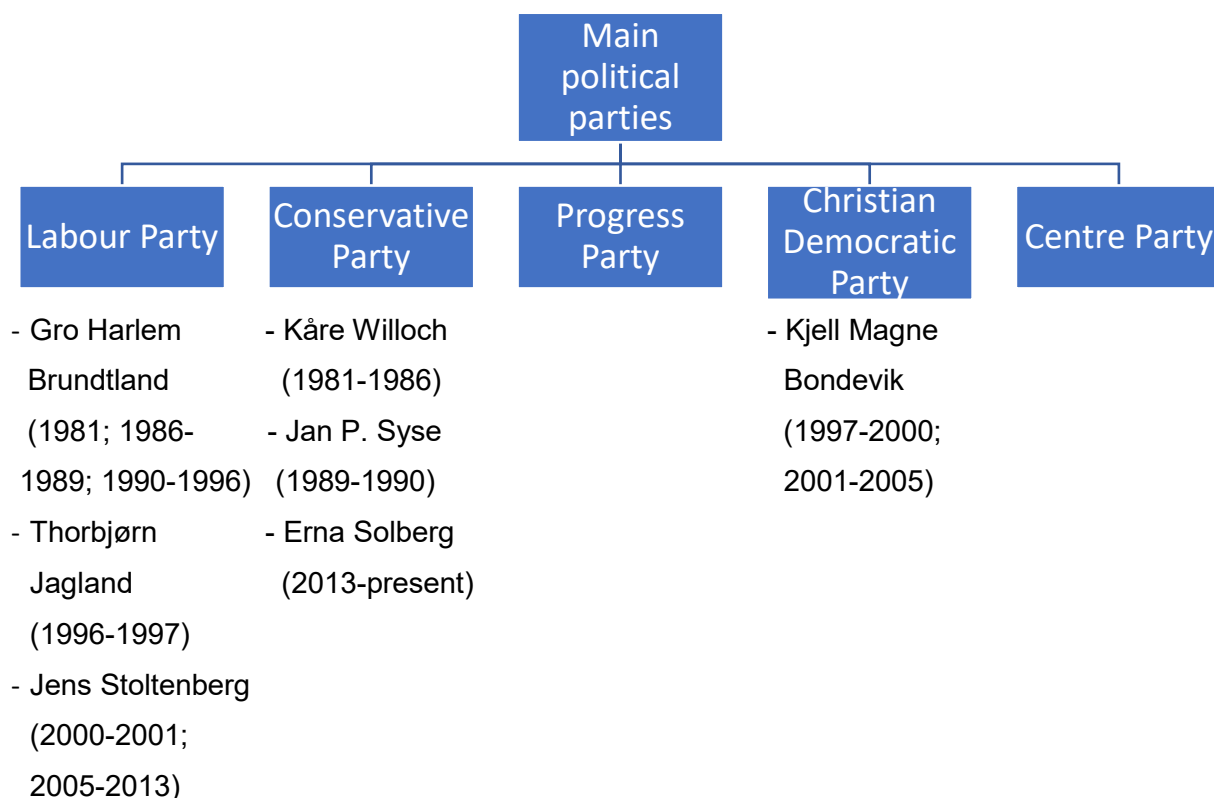 Main
political
parties
Labour Party
Conservative
Party
Progress
Party
Christian
Democratic
Party
Centre Party
- Gro Harlem
Brundtland
(1981; 1986-
1989; 1990-1996)
- Thorbjørn
Jagland
(1996-1997)
- Jens Stoltenberg
(2000-2001;
2005-2013)
- Kåre Willoch
(1981-1986)
- Jan P. Syse
(1989-1990)
- Erna Solberg
(2013-present)
- Kjell Magne
Bondevik
(1997-2000;
2001-2005)